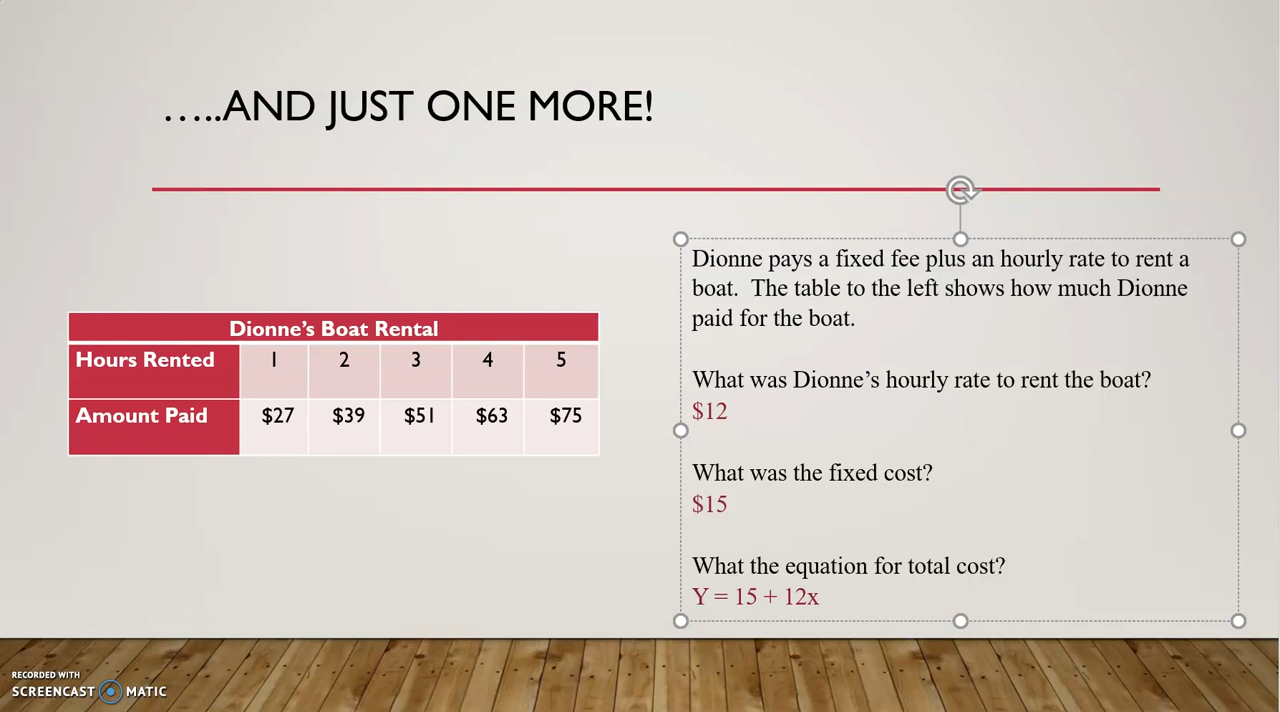 …..AND JUST ONE MORE!
Dionne’s Boat Rental
Hours Rented 1 2 3 4 5
Amount Paid $27 $39 $51 $63 $75
Dionne pays a fixed fee plus an hourly rate to rent a
boat.  The table to the left shows how much Dionne
paid for the boat.
What was Dionne’s hourly rate to rent the boat?
$12
What was the fixed cost?
$15
What the equation for total cost?
Y = 15 + 12x
RECORDED WITH
SCREENCAST MATIC